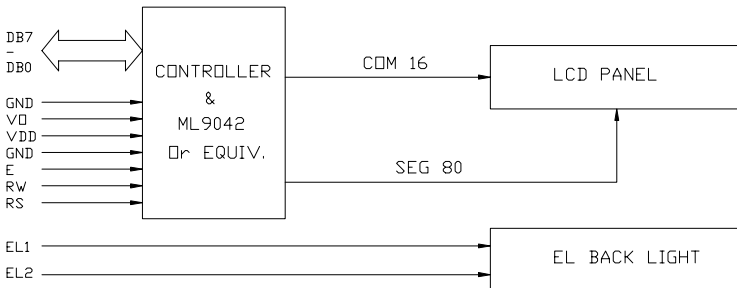 DB7
-
DB0
GND
VO
VDD
GND
E
RW
RS
EL1
EL2
CONTROLLER
&
ML9042
Or EQUIV.
COM 16
SEG 80
LCD PANEL
EL BACK LIGHT